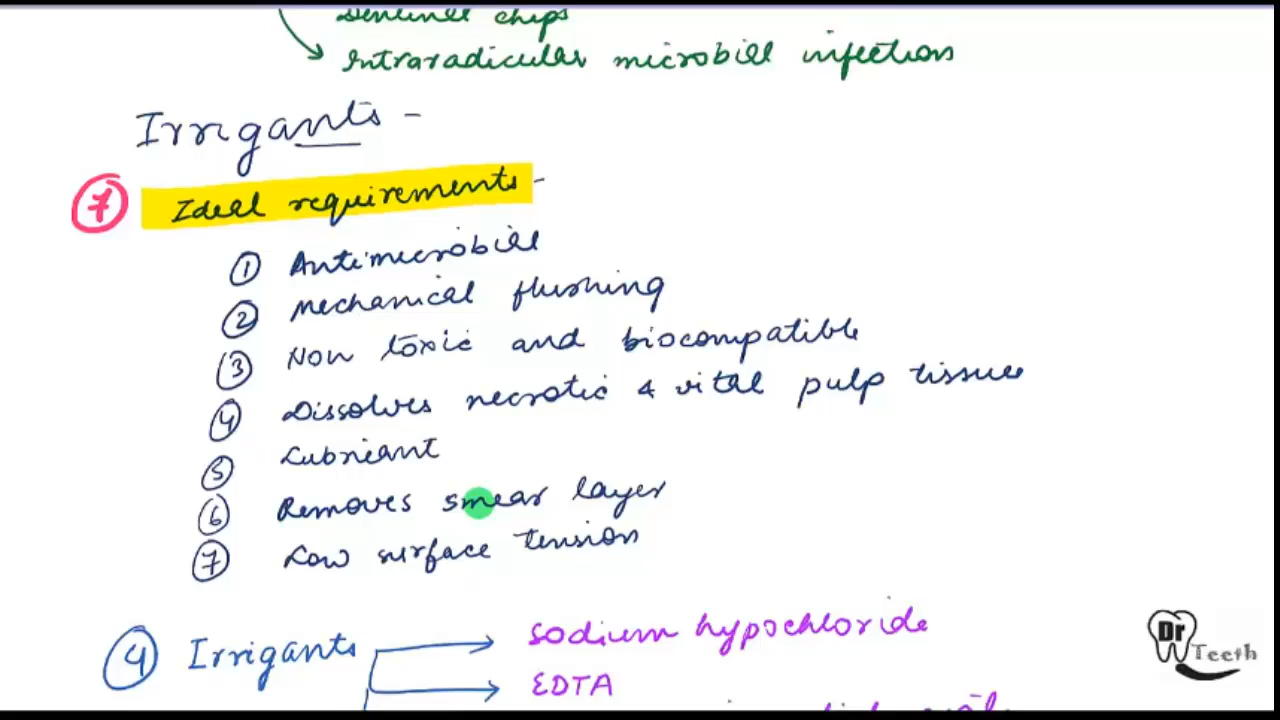 Dentinal chips
Intraradicular microbial infection
Irrigants -
7 Ideal requirements -
1 Antimicrobial
2 Mechanical flushing
3 Non toxic and biocompatible
4 Dissolves necrotic & vital pulp tissue
5 Lubricant
6 Removes smear layer
7 Low surface tension
4 Irrigants
Sodium hypochloride
EDTA
Dr Teeth